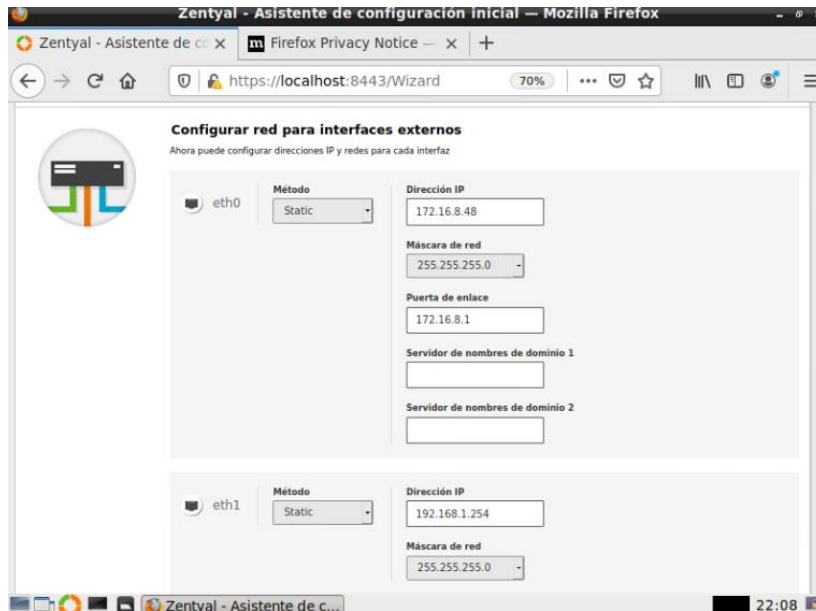 Zentyal - Asistente de configuración inicial — Mozilla Firefox
Zentyal - Asistente de co
Firefox Privacy Notice —
https://localhost:8443/Wizard
70%
Configurar red para interfaces externos
Ahora puede configurar direcciones IP y redes para cada interfaz
eth0
Método
Static
Dirección IP
172.16.8.48
Máscara de red
255.255.255.0
Puerta de enlace
172.16.8.1
Servidor de nombres de dominio 1
Servidor de nombres de dominio 2
eth1
Método
Static
Dirección IP
192.168.1.254
Máscara de red
255.255.255.0
Zentyal - Asistente de c...
22:08